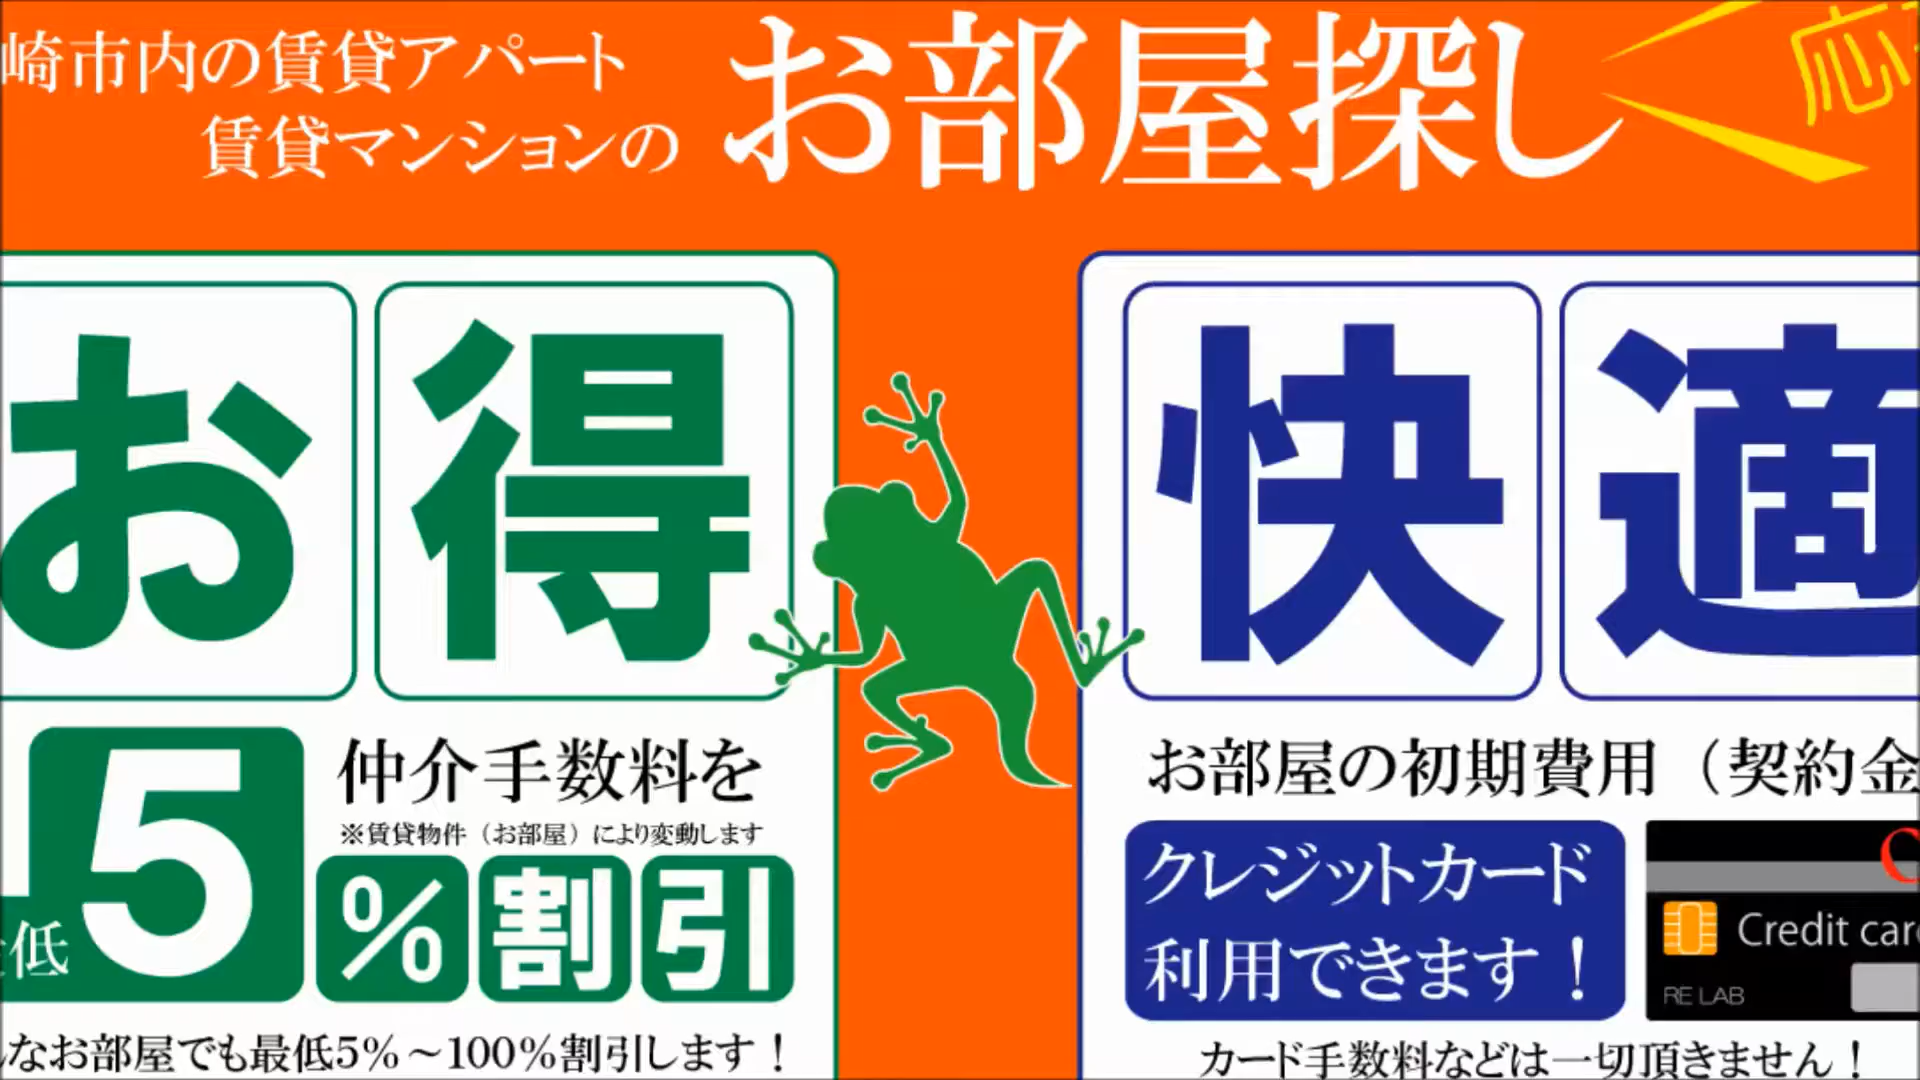 崎市内の賃貸アパート
賃貸マンションの
お部屋探し
応
お得
快適
5
低
仲介手数料を
※賃貸物件（お部屋）により変動します
%割引
なお部屋でも最低5%～100%割引します！
お部屋の初期費用（契約金
クレジットカード
利用できます！
Credit card
RE LAB
カード手数料などは一切頂きません！